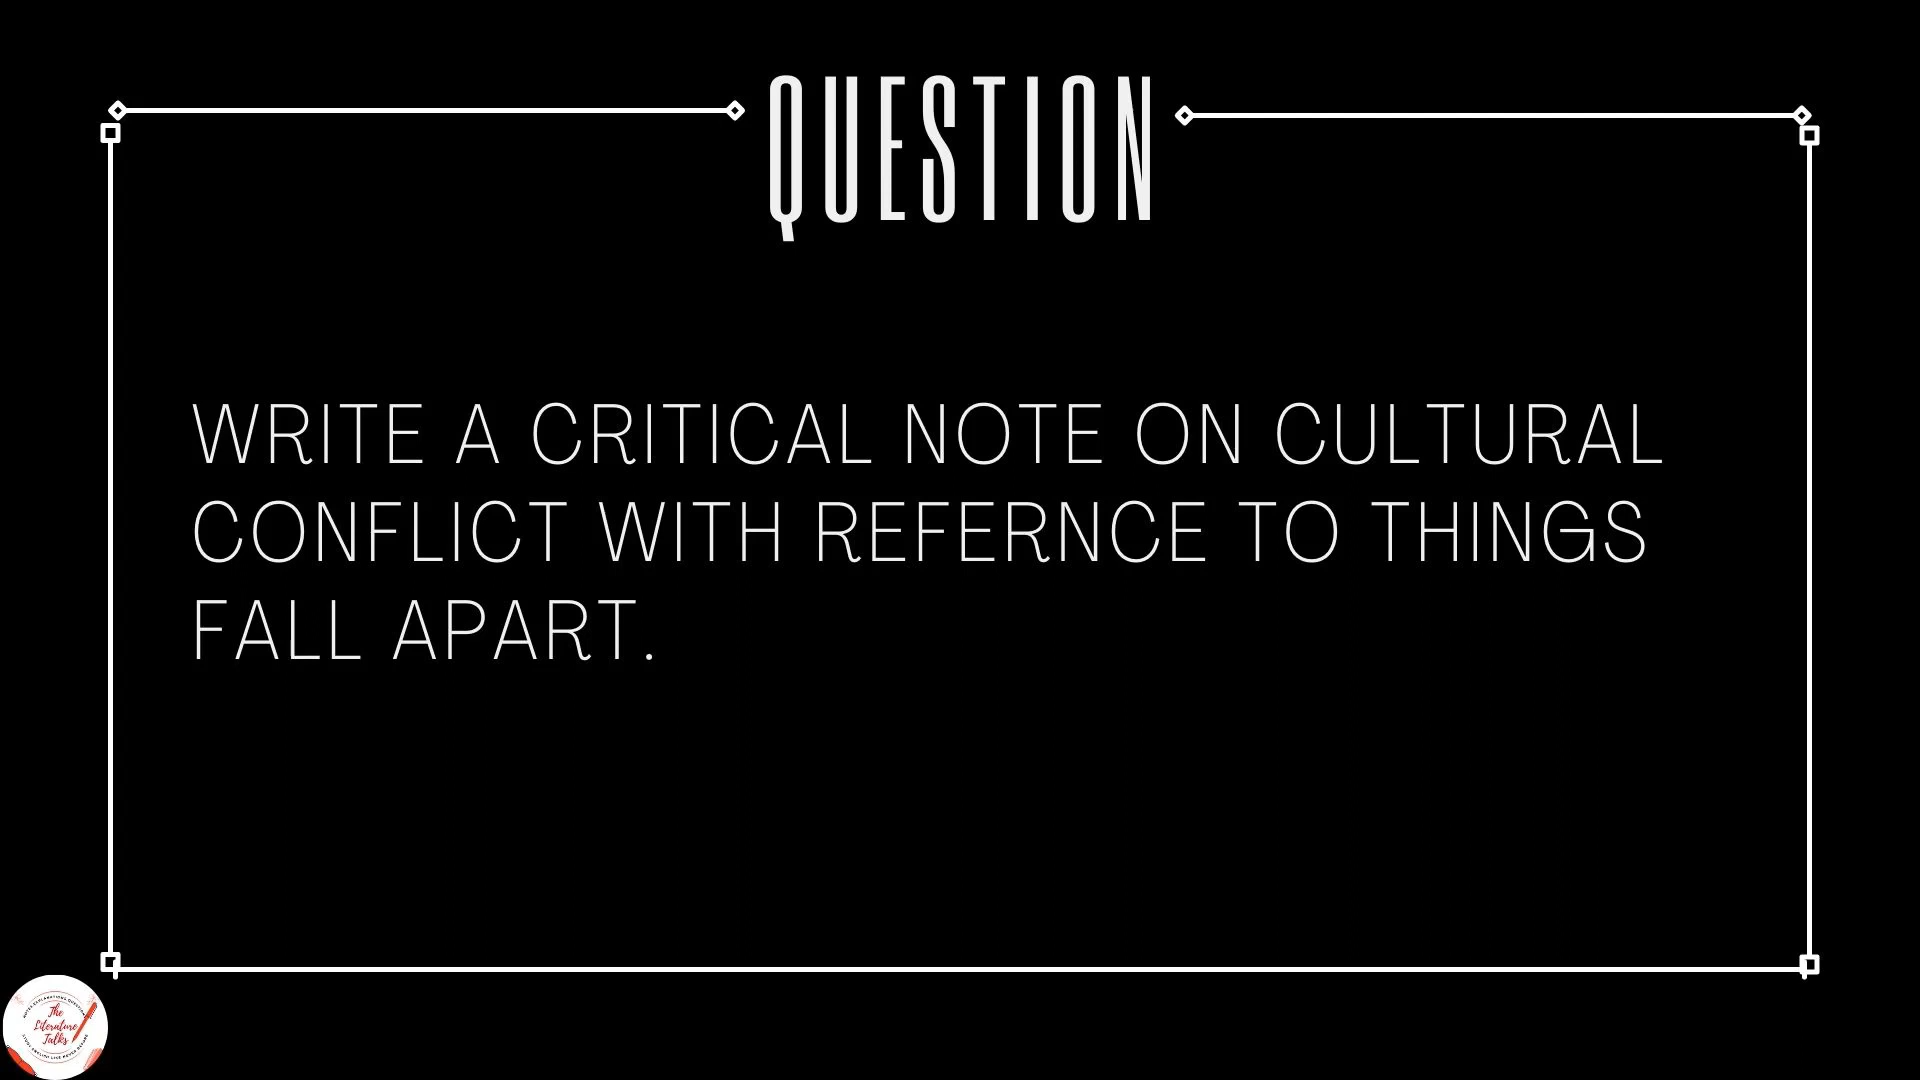 QUESTION
WRITE A CRITICAL NOTE ON CULTURAL
CONFLICT WITH REFERNCE TO THINGS
FALL APART.
The
Literature
Talks